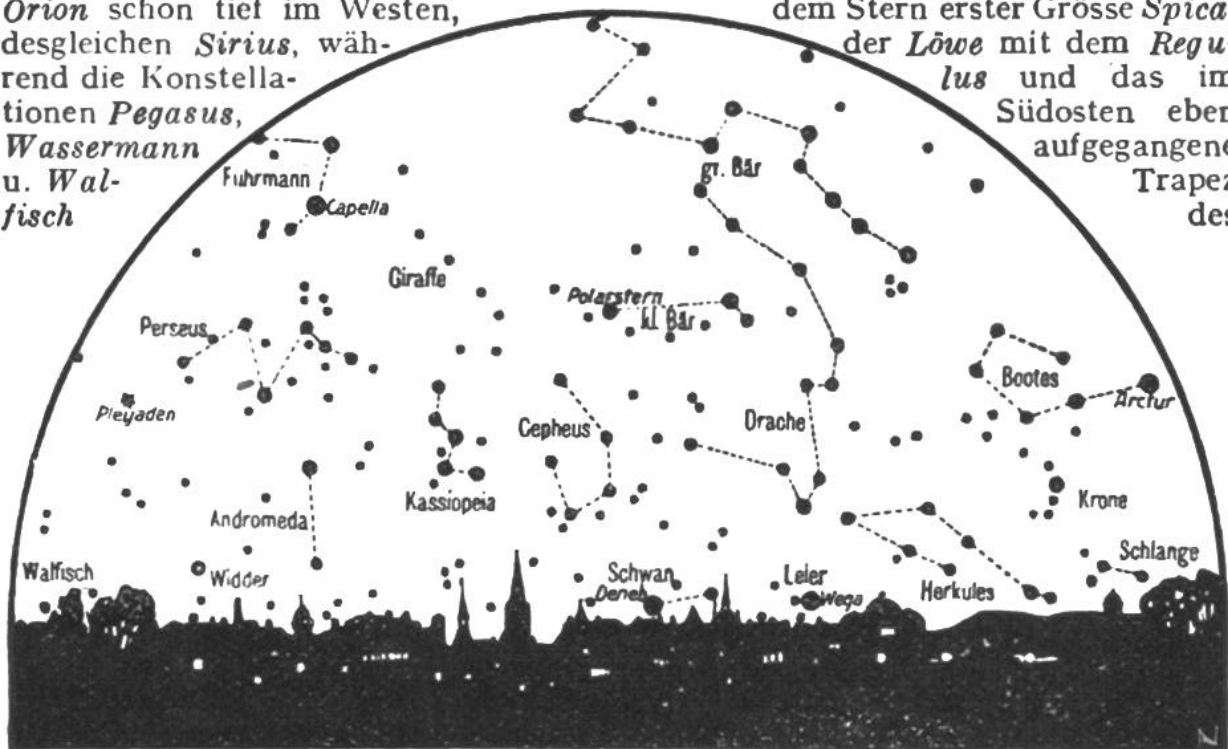 Orion schon tief im Westen,
desgleichen Sirius, wäh-
rend die Konstella-
tionen Pegasus,
Wassermann
u. Wal-
fisch
dem Stern erster Grösse Spica
der Löwe mit dem Regu-
lus und das im
Südosten eben
aufgegangene
Trapez
des
gr. Bär
Fuhrmann
Capella
Giraffe
Polarstern
kl. Bär
Perseus
Bootes
Arctur
Pleyaden
Cepheus
Drache
Kassiopeia
Krone
Andromeda
Schlange
Walfisch
Widder
Schwan
Deneb
Leier
Wega
Herkules
N